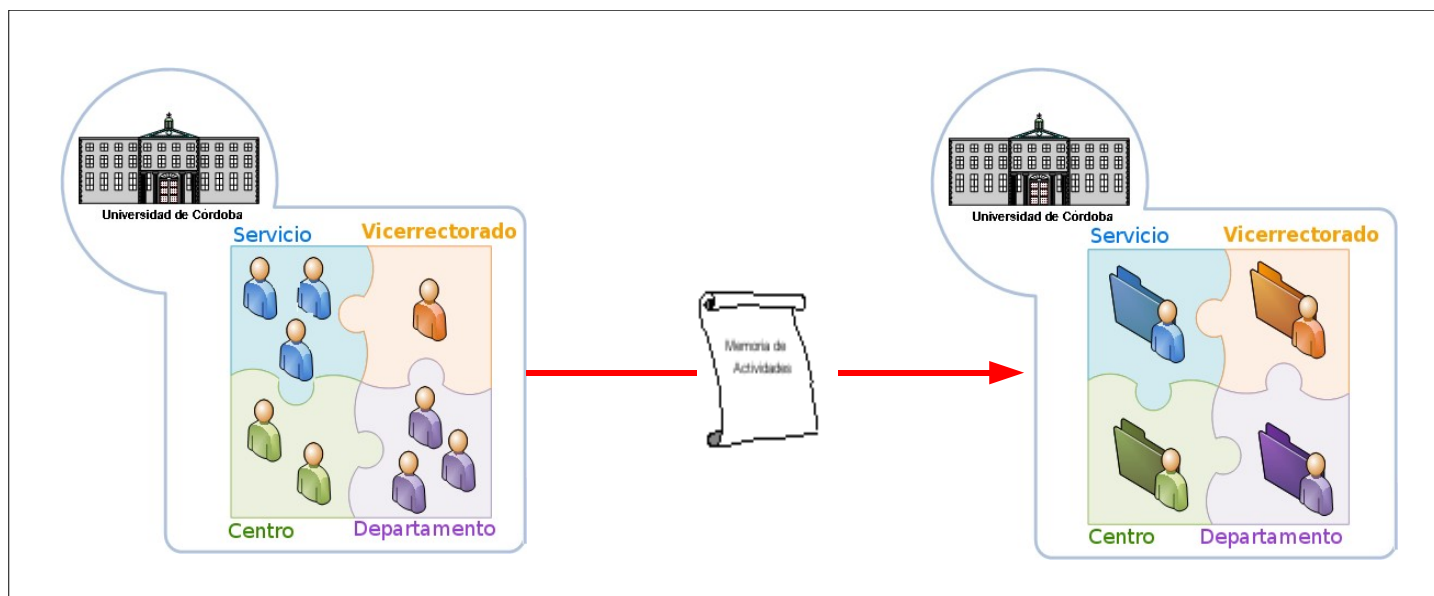 Universidad de Córdoba
Servicio
Vicerrectorado
Centro
Departamento
Memoria de
Actividades
Universidad de Córdoba
Servicio
Vicerrectorado
Centro
Departamento